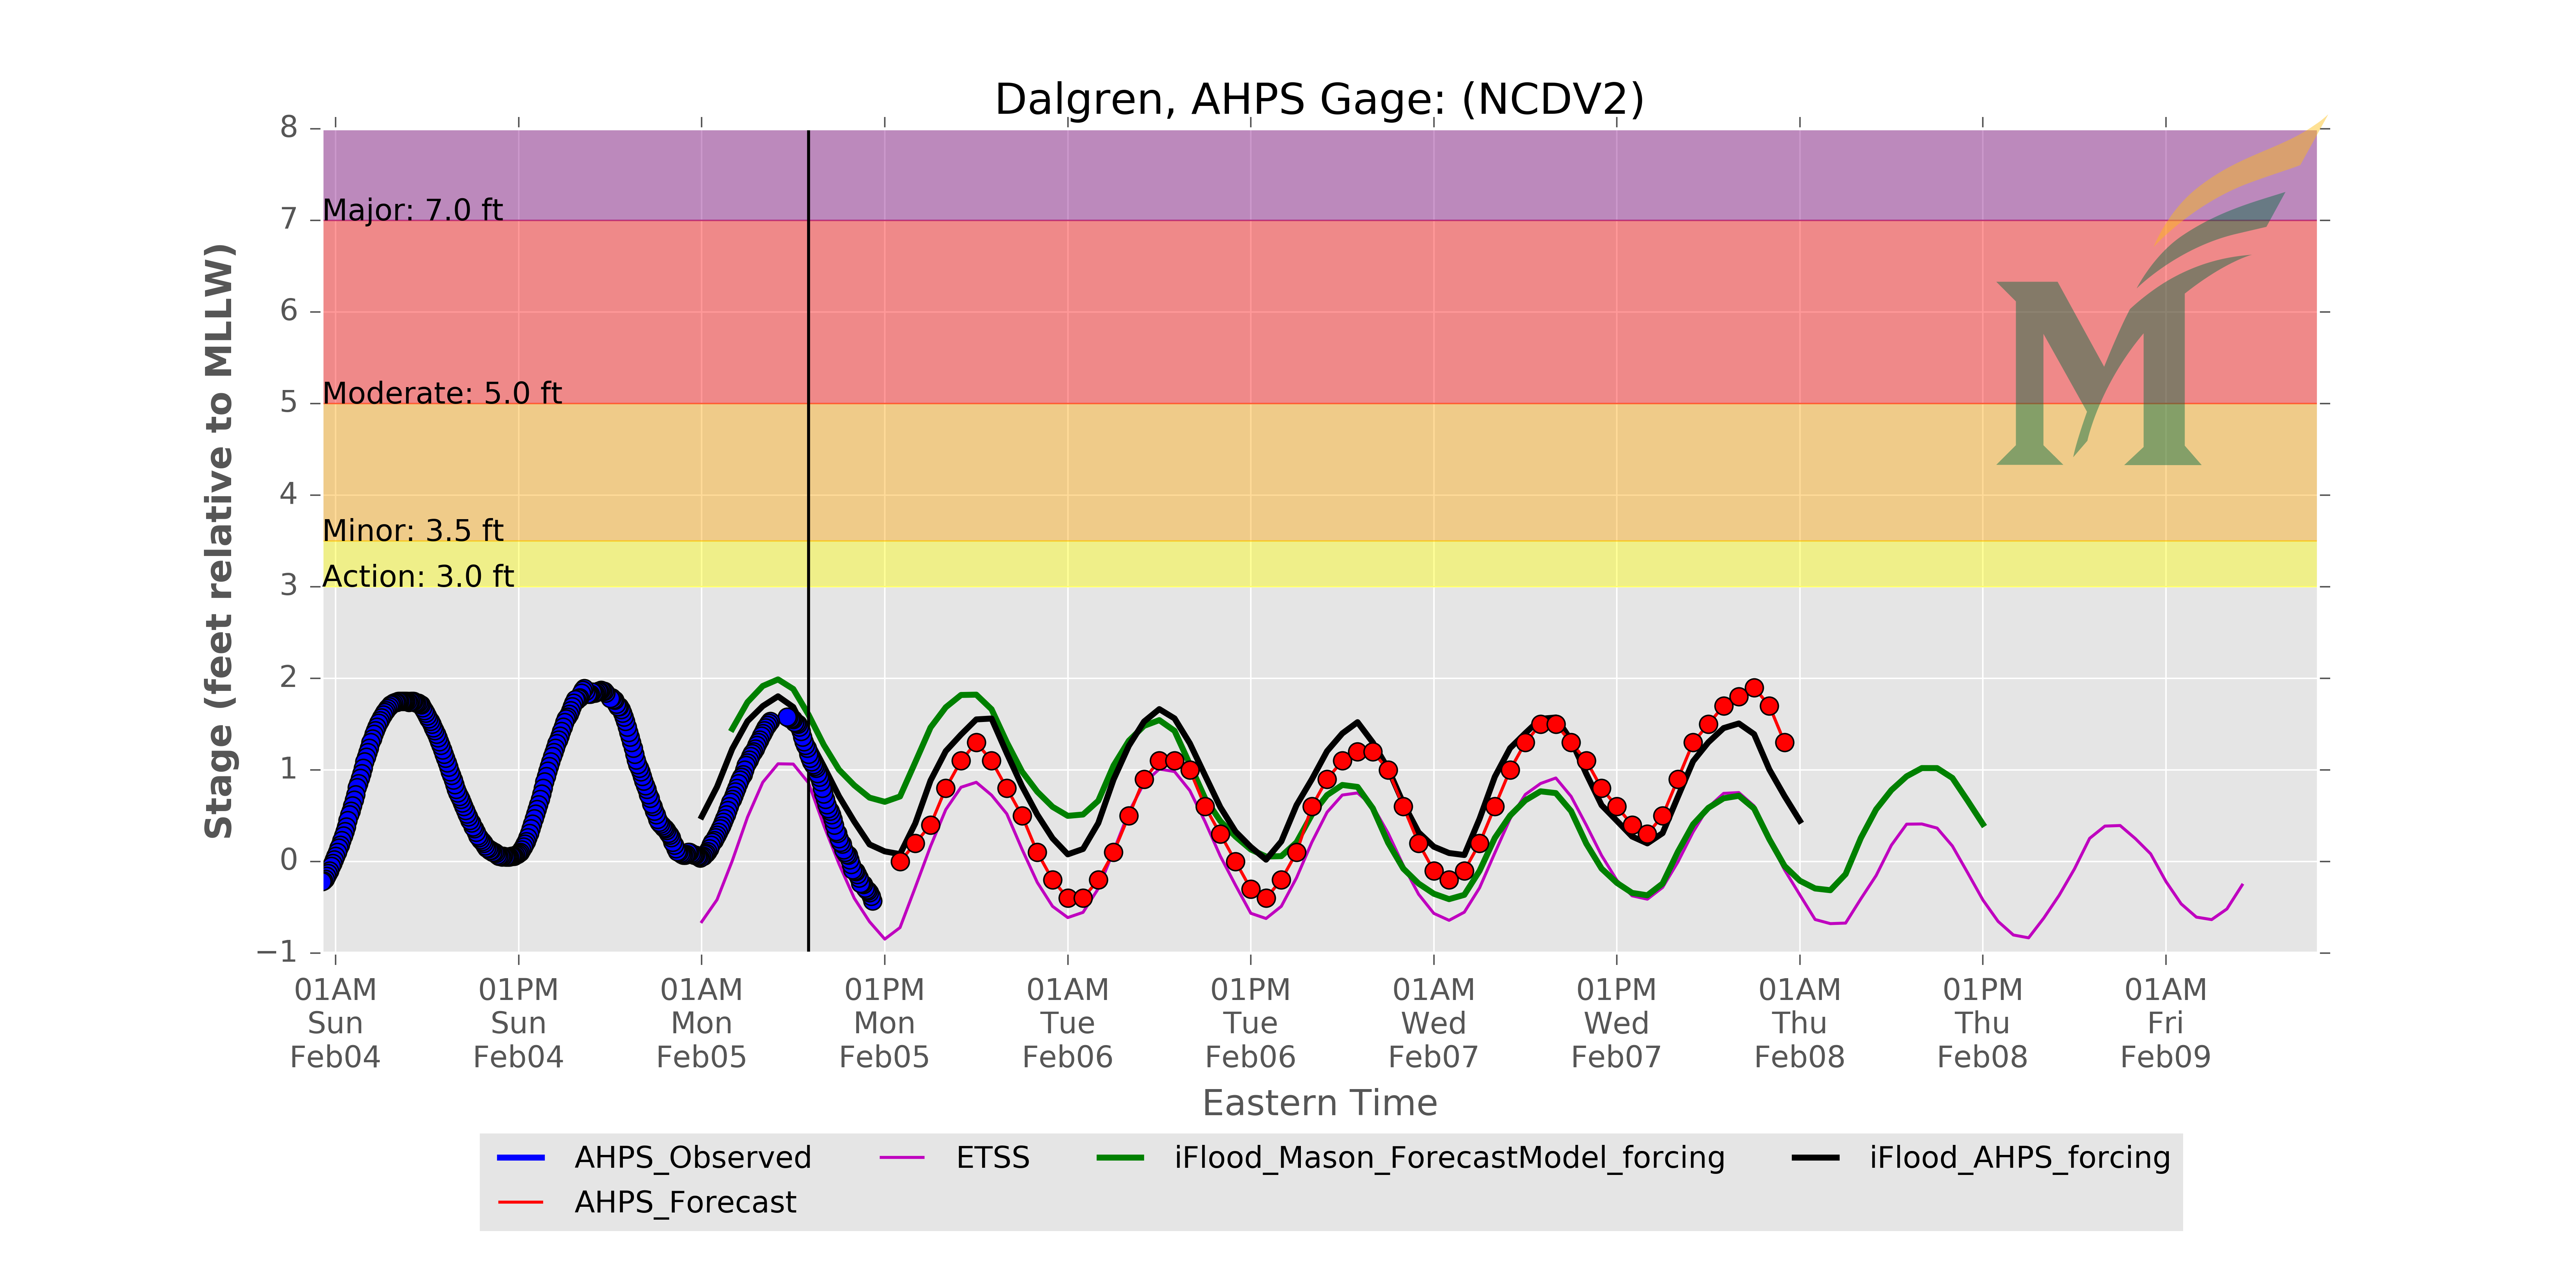 Dalgren, AHPS Gage: (NCDV2)
Stage (feet relative to MLLW)
8
7
6
5
4
3
2
1
0
−1
Major: 7.0 ft
Moderate: 5.0 ft
Minor: 3.5 ft
Action: 3.0 ft
M
01AM 01PM 01AM 01PM 01AM 01PM 01AM 01PM 01AM 01PM 01AM
Sun Sun Mon Mon Tue Tue Wed Wed Thu Thu Fri
Feb04 Feb04 Feb05 Feb05 Feb06 Feb06 Feb07 Feb07 Feb08 Feb08 Feb09
Eastern Time
AHPS_Observed ETSS iFlood_Mason_ForecastModel_forcing iFlood_AHPS_forcing
AHPS_Forecast